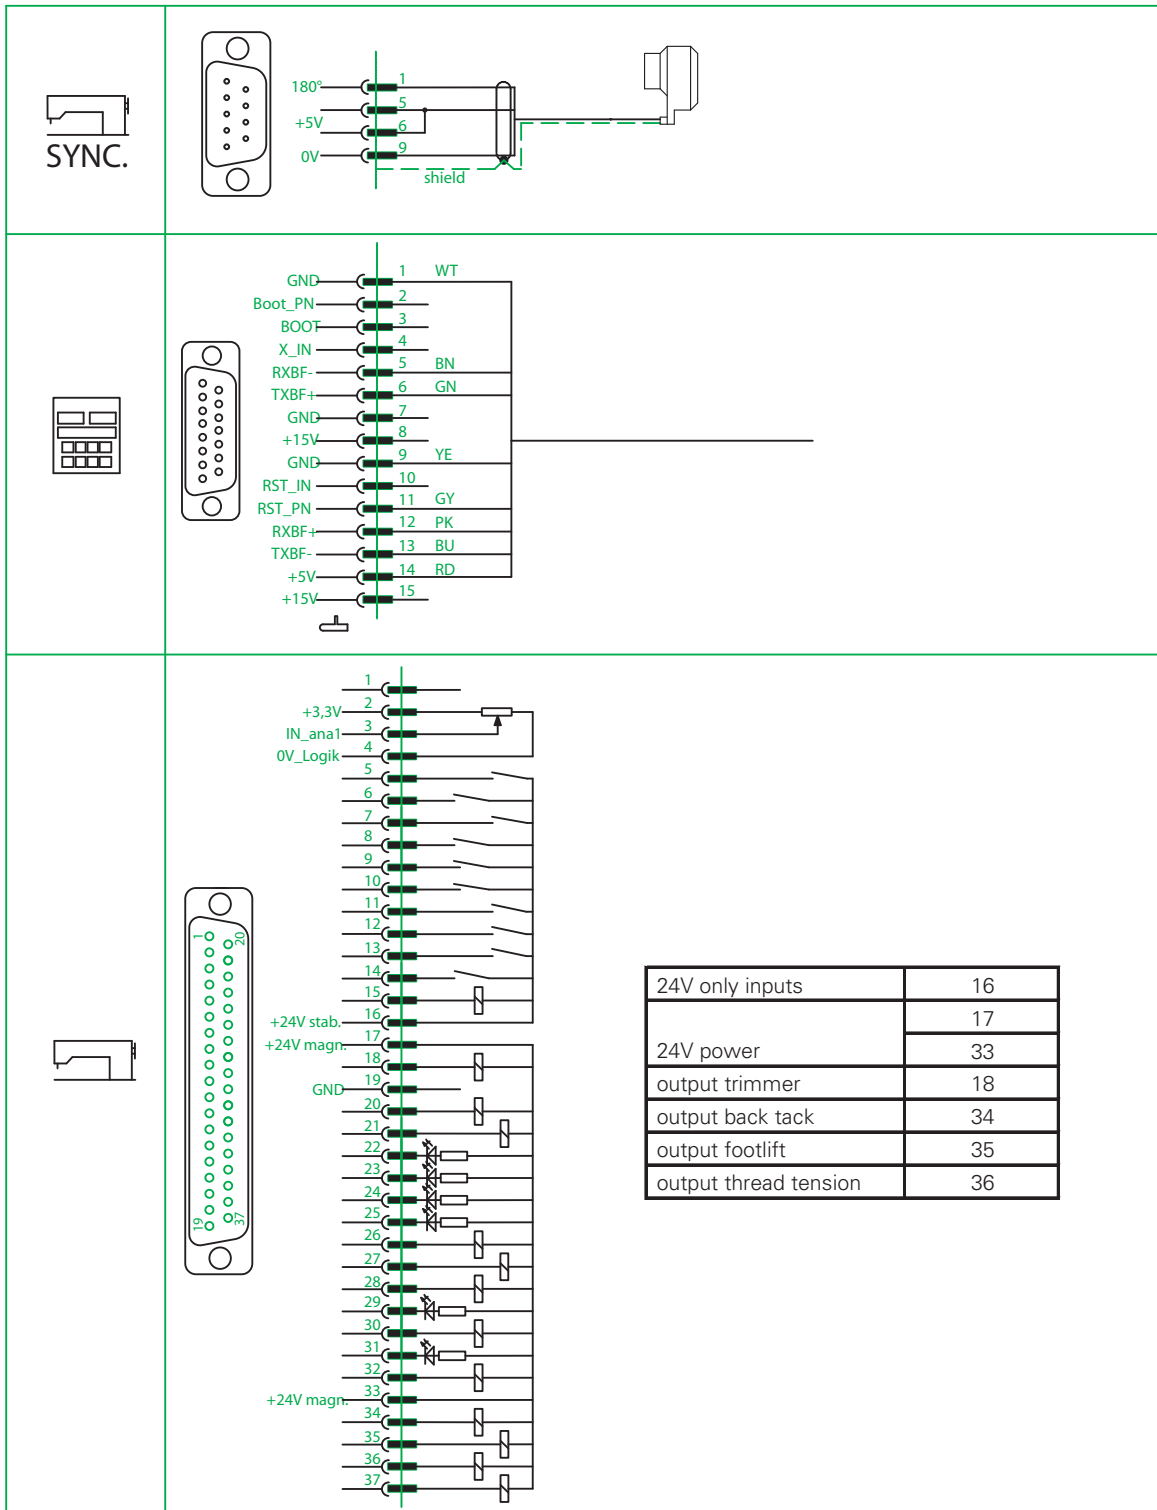 SYNC.
180° 1
5
+5V 6
0V 9
shield
GND 1 WT
Boot_PN 2
BOOT 3
X_IN 4
RXBF- 5 BN
TXBF+ 6 GN
GND 7
+15V 8
GND 9 YE
RST_IN 10
RST_PN 11 GY
RXBF+ 12 PK
TXBF- 13 BU
+5V 14 RD
+15V 15
1
+3,3V 2
IN_ana1 3
0V_Logik 4
5
6
7
8
9
10
11
12
13
14
15
+24V stab. 16
+24V magn. 17
18
GND 19
20
21
22
23
24
25
26
27
28
29
30
31
32
+24V magn. 33
34
35
36
37
1 20
19 37
24V only inputs 16
17
24V power 33
output trimmer 18
output back tack 34
output footlift 35
output thread tension 36